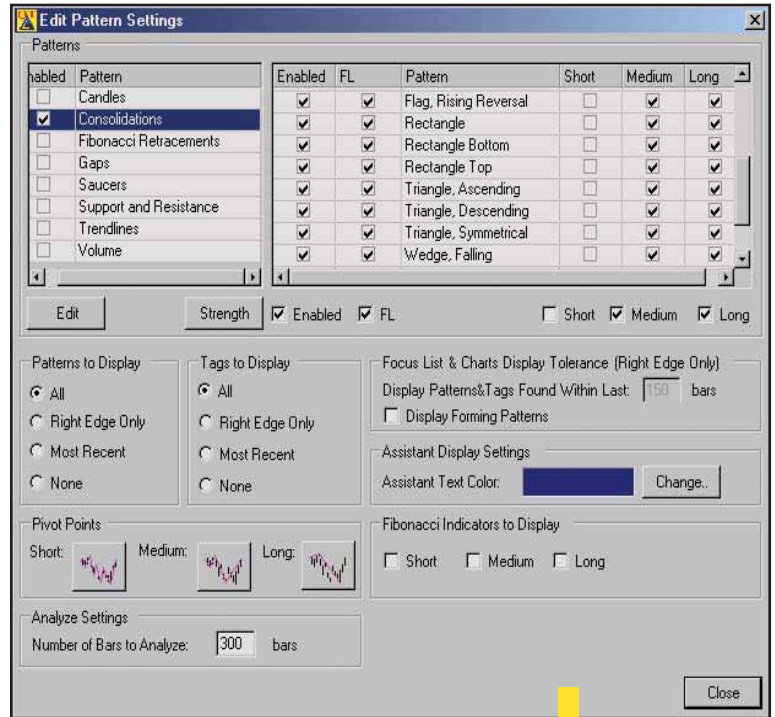 Edit Pattern Settings
Patterns
nabled Pattern
Candles
Consolidations
Fibonacci Retracements
Gaps
Saucers
Support and Resistance
Trendlines
Volume
Enabled FL Pattern Short Medium Long
Flag, Rising Reversal
Rectangle
Rectangle Bottom
Rectangle Top
Triangle, Ascending
Triangle, Descending
Triangle, Symmetrical
Wedge, Falling
Edit Strength Enabled FL Short Medium Long
Patterns to Display
All
Right Edge Only
Most Recent
None
Tags to Display
All
Right Edge Only
Most Recent
None
Focus List & Charts Display Tolerance (Right Edge Only)
Display Patterns&Tags Found Within Last: 150 bars
Display Forming Patterns
Assistant Display Settings
Assistant Text Color: Change..
Pivot Points
Short: Medium: Long:
Fibonacci Indicators to Display
Short Medium Long
Analyze Settings
Number of Bars to Analyze: 300 bars
Close